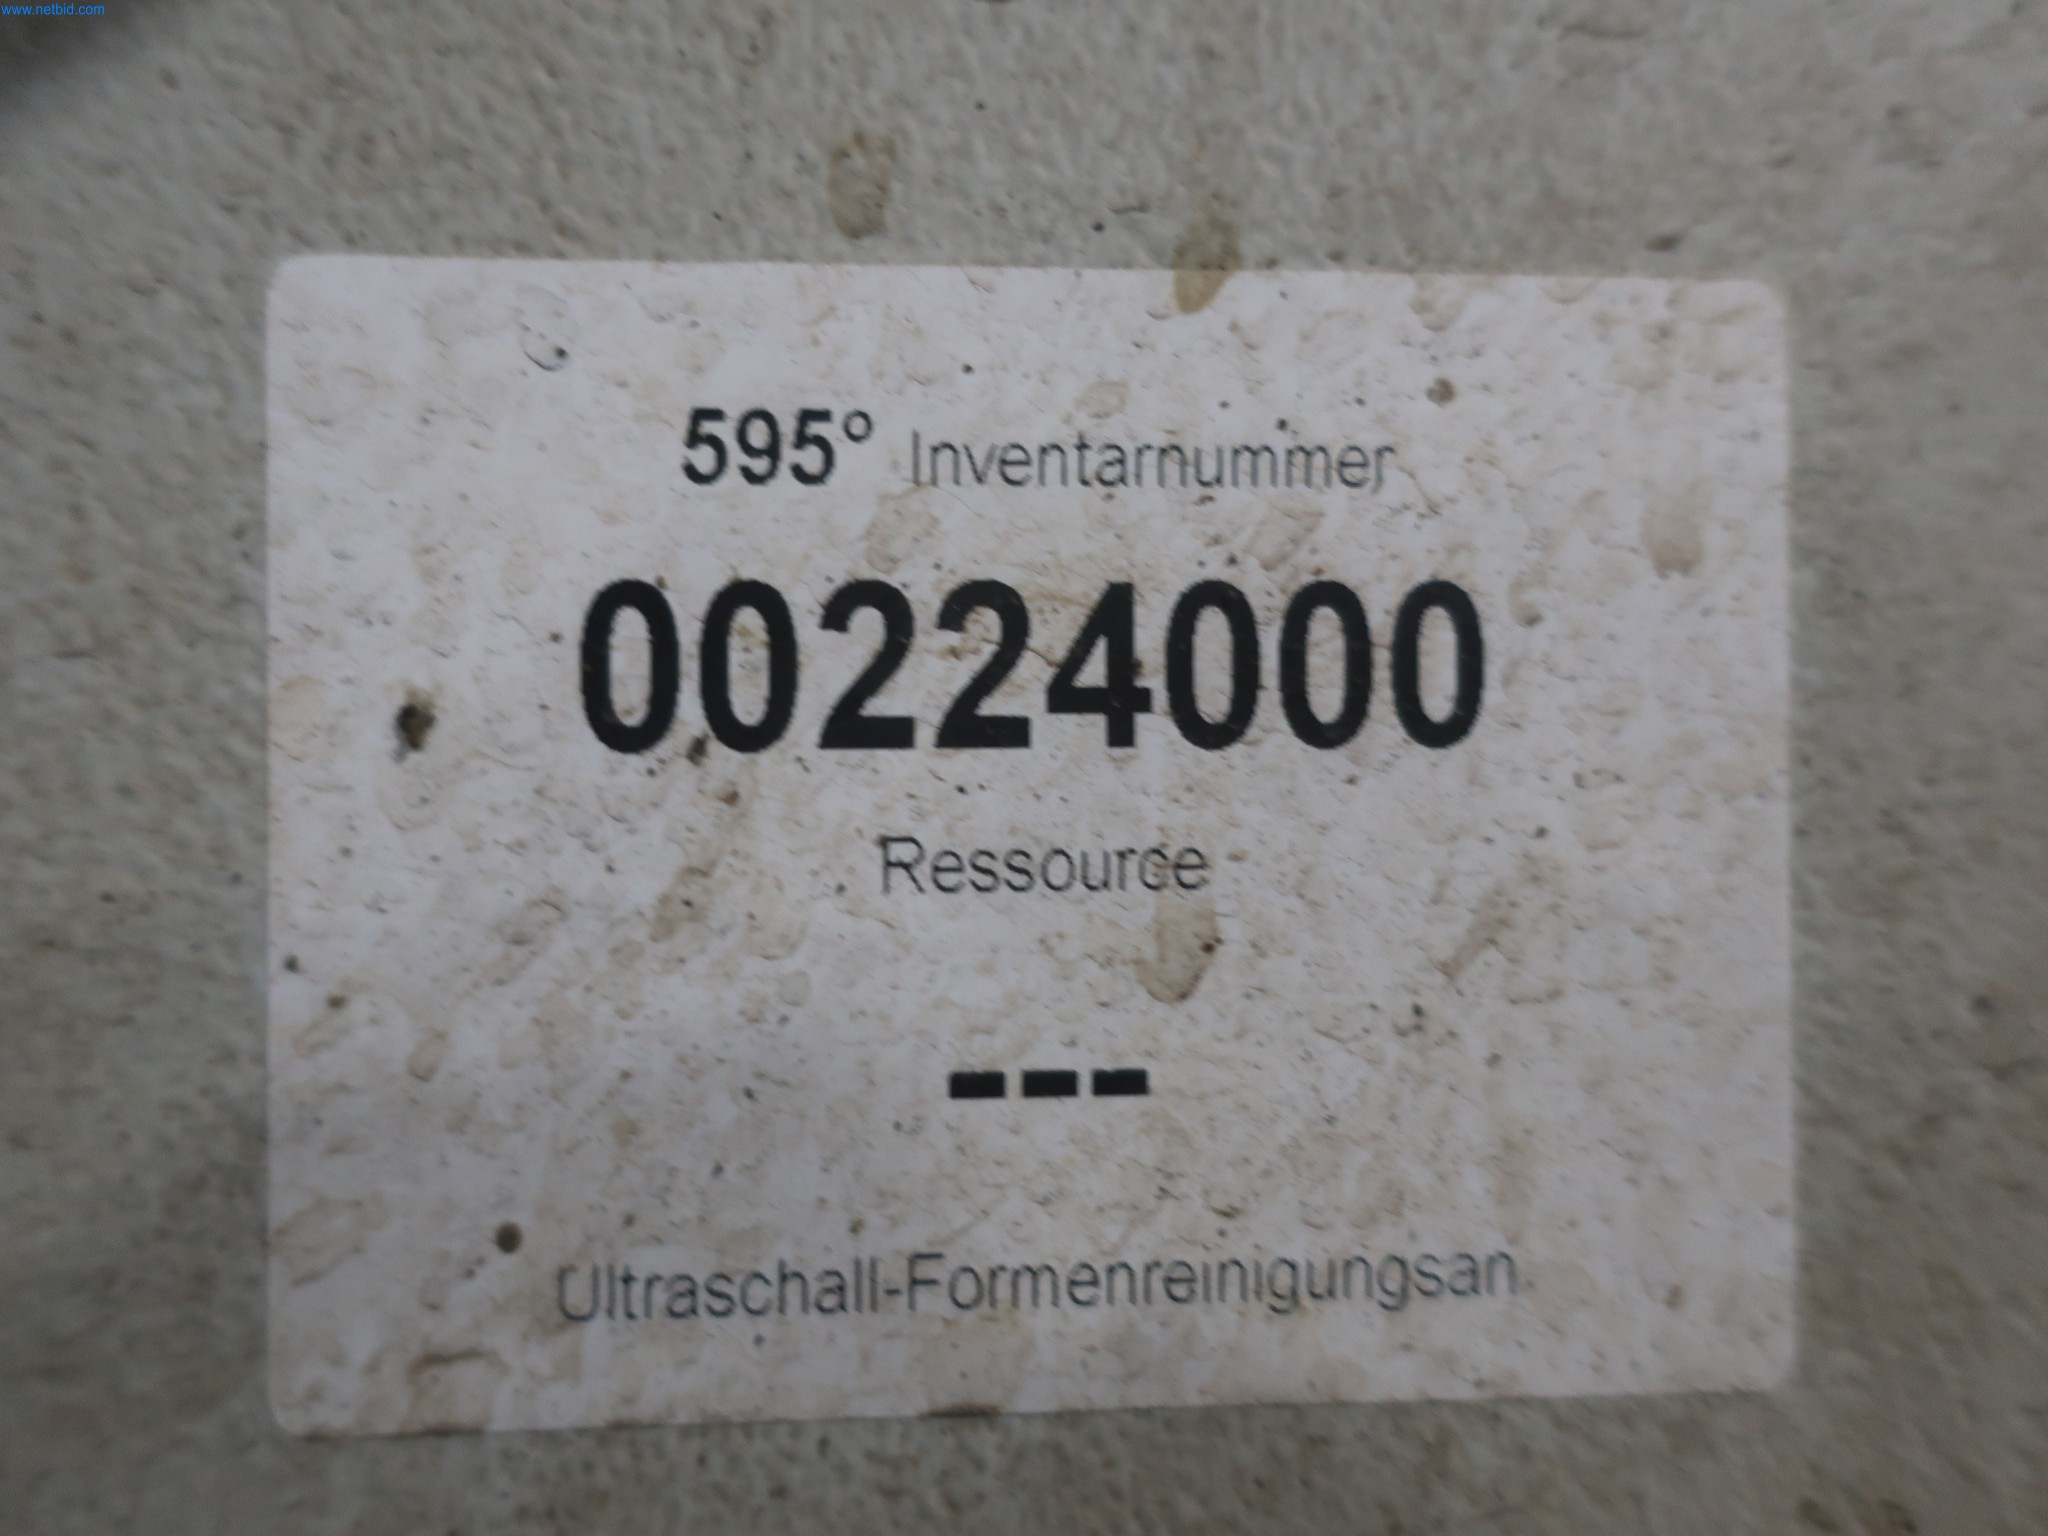 www.netbid.com
595° Inventarnummer
00224000
Ressource
---
Ultraschall-Formenreinigungsan